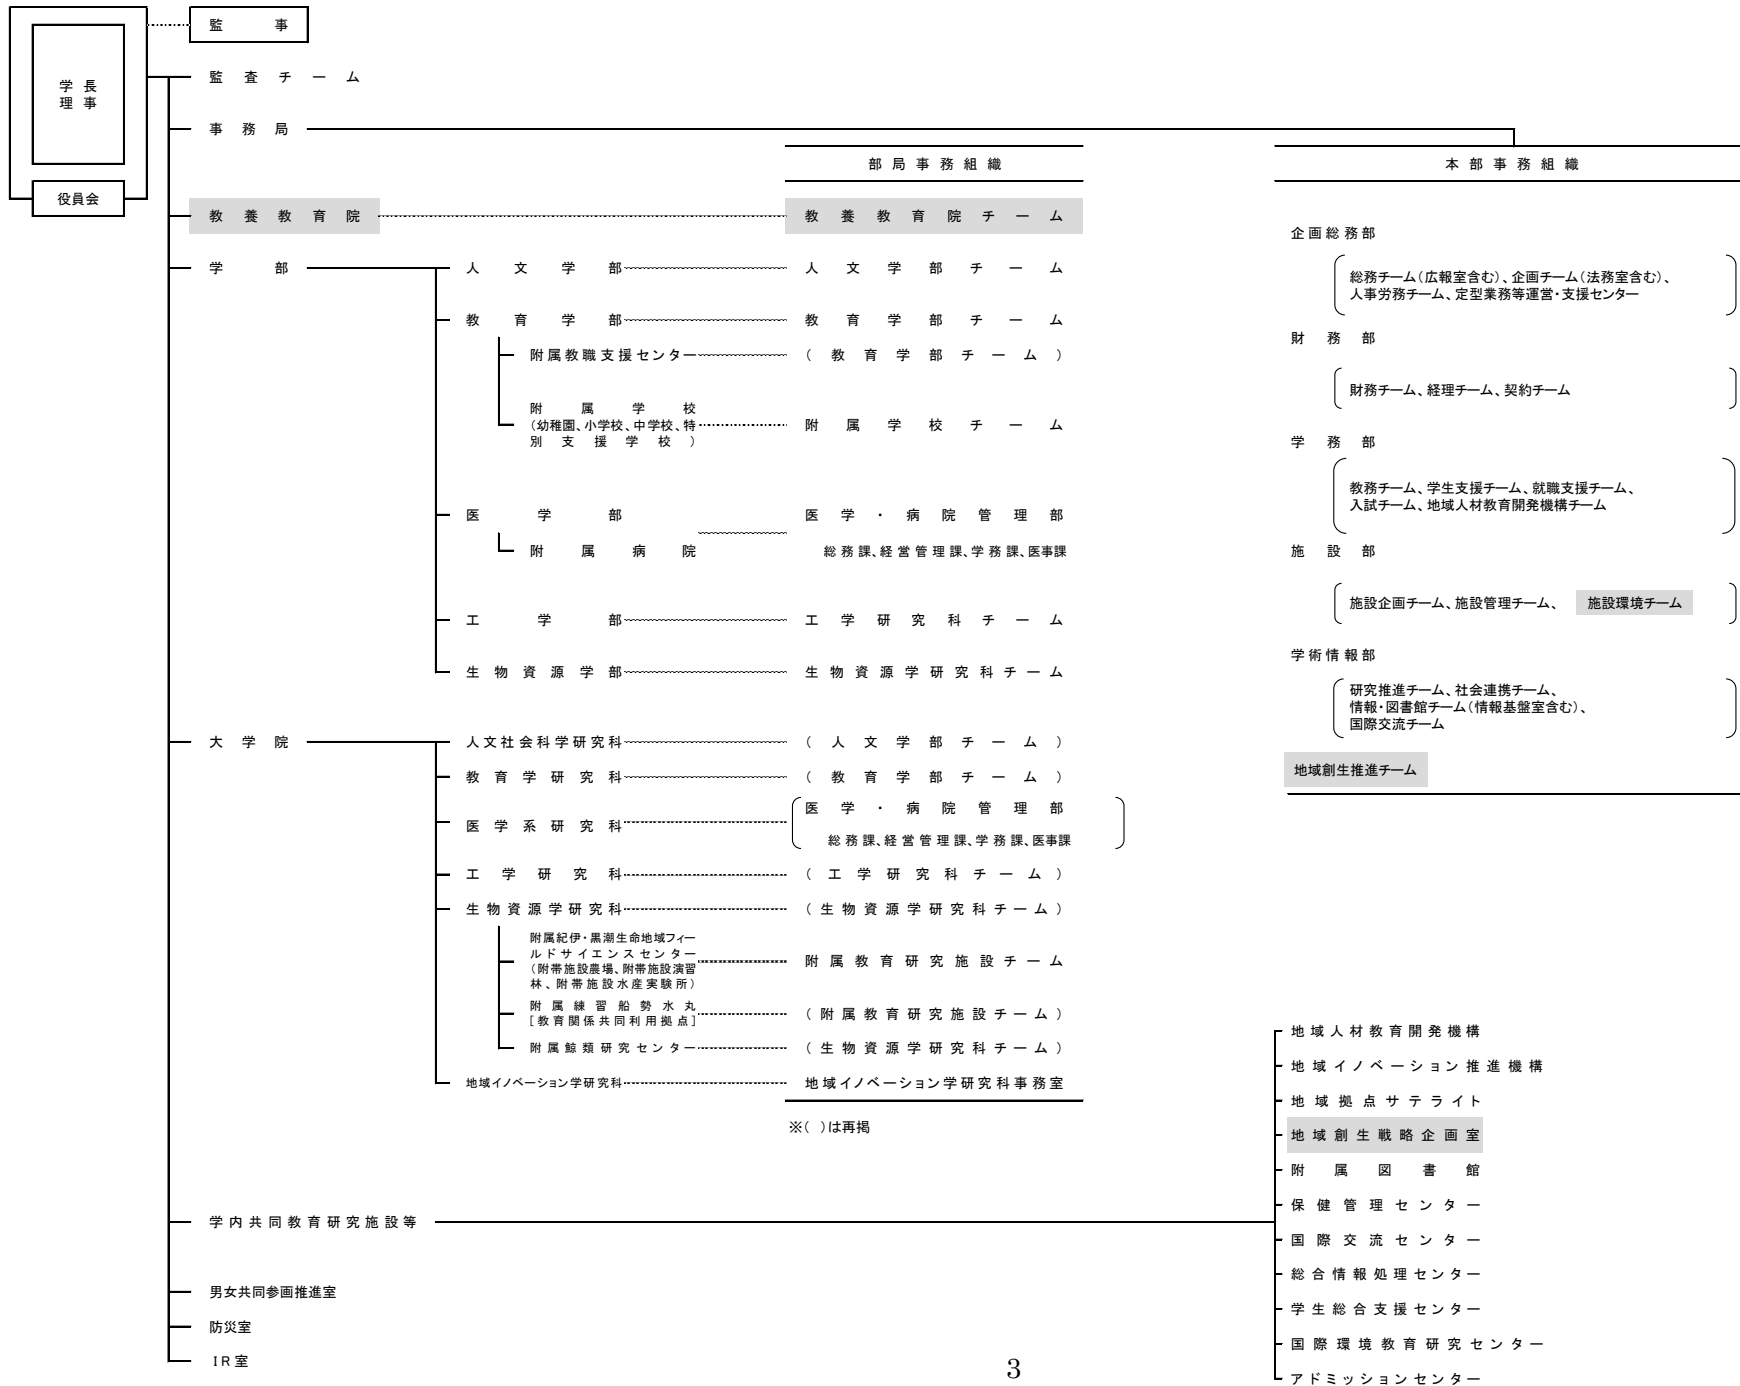 監事
学長
理事
役員会
監査チーム
事務局
部局事務組織
本部事務組織
教養教育院
教養教育院チーム
学部
人文学部
人文学部チーム
教育学部
教育学部チーム
附属教職支援センター
（教育学部チーム）
附属学校
（幼稚園、小学校、中学校、特
別支援学校）
附属学校チーム
医学部
医学・病院管理部
附属病院
総務課、経営管理課、学務課、医事課
工学部
工学研究科チーム
生物資源学部
生物資源学研究科チーム
大学院
人文社会科学研究科
（人文学部チーム）
教育学研究科
（教育学部チーム）
医学系研究科
医学・病院管理部
総務課、経営管理課、学務課、医事課
工学研究科
（工学研究科チーム）
生物資源学研究科
（生物資源学研究科チーム）
附属紀伊・黒潮生命地域フィー
ルドサイエンスセンター
（附帯施設農場、附帯施設演習
林、附帯施設水産実験所）
附属教育研究施設チーム
附属練習船勢水丸
[教育関係共同利用拠点]
（附属教育研究施設チーム）
附属鯨類研究センター
（生物資源学研究科チーム）
地域イノベーション学研究科
地域イノベーション学研究科事務室
※（ ）は再掲
企画総務部
総務チーム（広報室含む）、企画チーム（法務室含む）、
人事労務チーム、定型業務等運営・支援センター
財務部
財務チーム、経理チーム、契約チーム
学務部
教務チーム、学生支援チーム、就職支援チーム、
入試チーム、地域人材教育開発機構チーム
施設部
施設企画チーム、施設管理チーム、 施設環境チーム
学術情報部
研究推進チーム、社会連携チーム、
情報・図書館チーム（情報基盤室含む）、
国際交流チーム
地域創生推進チーム
学内共同教育研究施設等
地域人材教育開発機構
地域イノベーション推進機構
地域拠点サテライト
地域創生戦略企画室
附属図書館
保健管理センター
国際交流センター
総合情報処理センター
学生総合支援センター
国際環境教育研究センター
アドミッションセンター
男女共同参画推進室
防災室
IR室
3